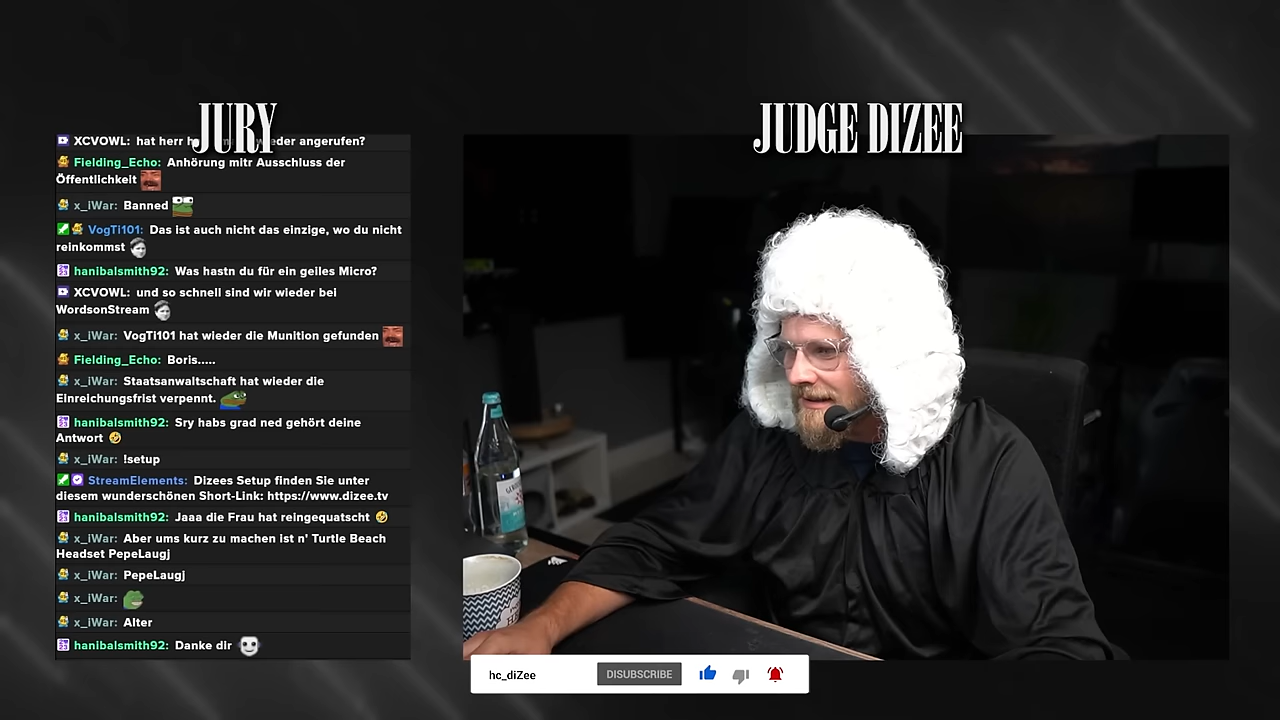 JURY
JUDGE DIZEE
XCVOWL: hat herr angerufen?
Fielding_Echo: Anhörung mitr Ausschluss der
Öffentlichkeit
x_iWar: Banned
VogTi101: Das ist auch nicht das einzige, wo du nicht
reinkommst
hanibalsmith92: Was hastn du für ein geiles Micro?
XCVOWL: und so schnell sind wir wieder bei
WordsonStream
x_iWar: VogTi101 hat wieder die Munition gefunden
Fielding_Echo: Boris.....
x_iWar: Staatsanwaltschaft hat wieder die
Einreichungsfrist verpennt.
hanibalsmith92: Sry habs grad ned gehört deine
Antwort
x_iWar: !setup
StreamElements: Dizees Setup finden Sie unter
diesem wunderschönen Short-Link: https://www.dizee.tv
hanibalsmith92: Jaaa die Frau hat reingequatscht
x_iWar: Aber ums kurz zu machen ist n' Turtle Beach
Headset PepeLaugj
x_iWar: PepeLaugj
x_iWar:
x_iWar: Alter
hanibalsmith92: Danke dir
hc_diZee
DISUBSCRIBE